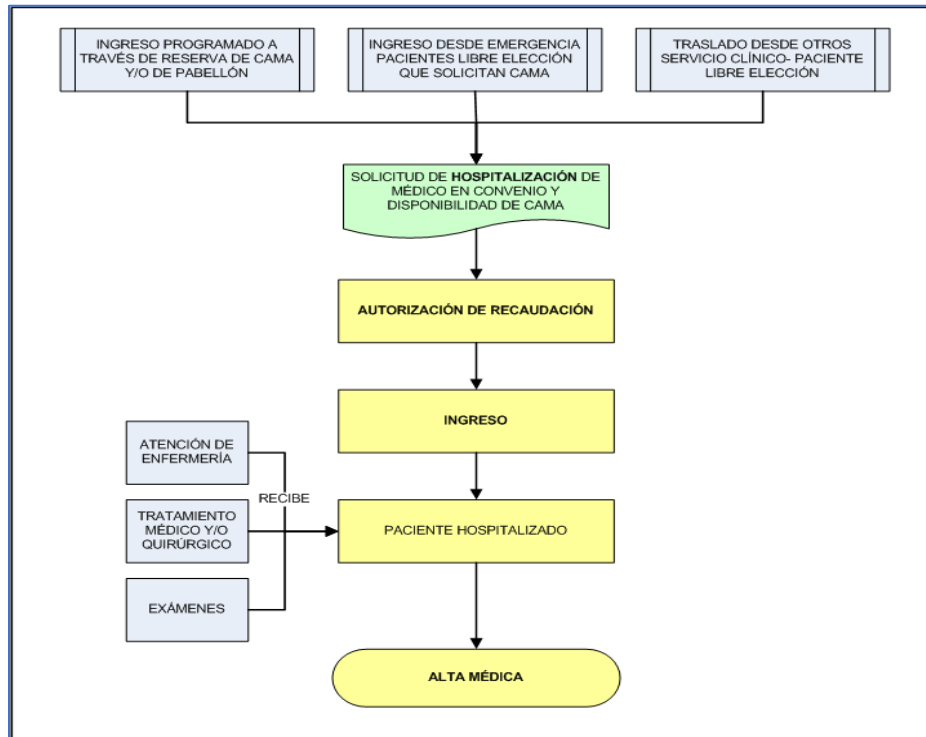 INGRESO PROGRAMADO A
TRAVÉS DE RESERVA DE CAMA
Y/O DE PABELLÓN
INGRESO DESDE EMERGENCIA
PACIENTES LIBRE ELECCIÓN
QUE SOLICITAN CAMA
TRASLADO DESDE OTROS
SERVICIO CLÍNICO- PACIENTE
LIBRE ELECCIÓN
SOLICITUD DE HOSPITALIZACIÓN DE
MÉDICO EN CONVENIO Y
DISPONIBILIDAD DE CAMA
AUTORIZACIÓN DE RECAUDACIÓN
INGRESO
ATENCIÓN DE
ENFERMERÍA
RECIBE
TRATAMIENTO
MÉDICO Y/O
QUIRÚRGICO
PACIENTE HOSPITALIZADO
EXÁMENES
ALTA MÉDICA